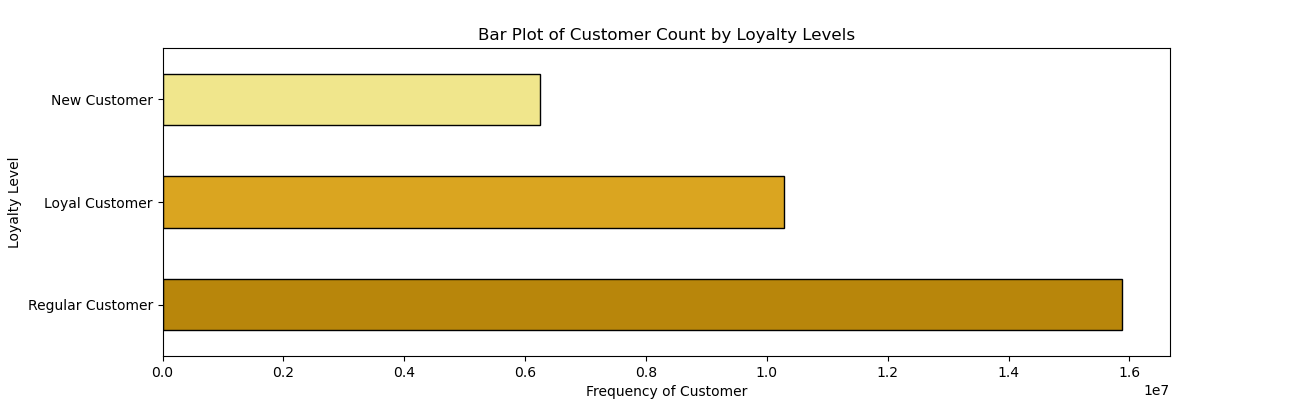 Bar Plot of Customer Count by Loyalty Levels
New Customer
Loyal Customer
Regular Customer
Loyalty Level
0.0 0.2 0.4 0.6 0.8 1.0 1.2 1.4 1.6
1e7
Frequency of Customer